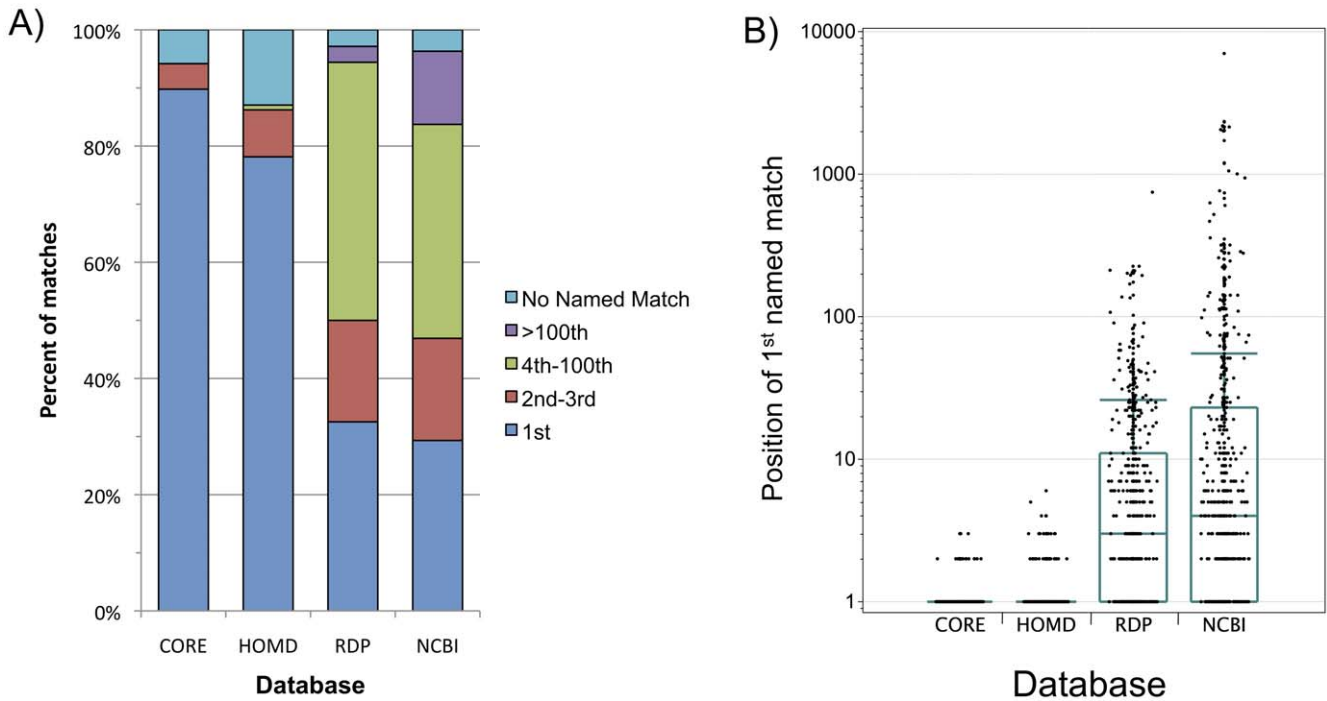 A)
100%
80%
60%
40%
20%
0%
Percent of matches
CORE HOMD RDP NCBI
Database
No Named Match
>100th
4th-100th
2nd-3rd
1st
B)
10000
1000
100
10
1
Position of 1st named match
CORE HOMD RDP NCBI
Database